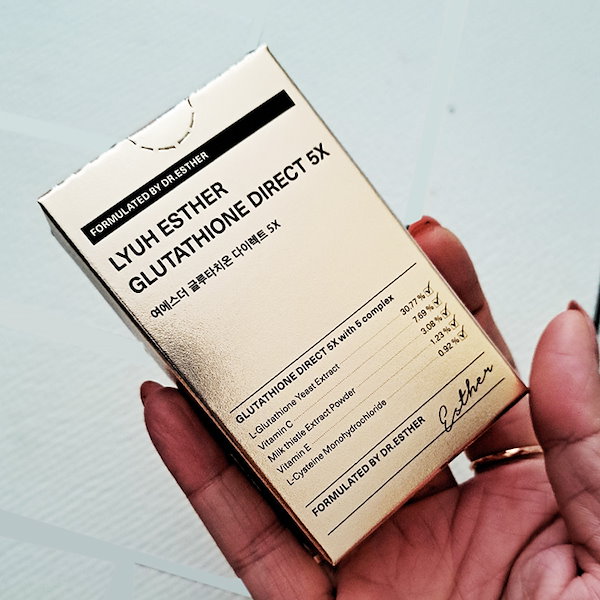 FORMULATED BY DR.ESTHER
LYUH ESTHER
GLUTATHIONE DIRECT 5X
여에스더 글루타치온 다이렉트 5X
GLUTATHIONE DIRECT 5X with 5 complex
L-Glutathione Yeast Extract 30.77 %
Vitamin C 7.69 %
Milk thistle Extract Powder 3.08 %
Vitamin E 1.23 %
L-Cysteine Monohydrochloride 0.92 %
FORMULATED BY DR.ESTHER Esther